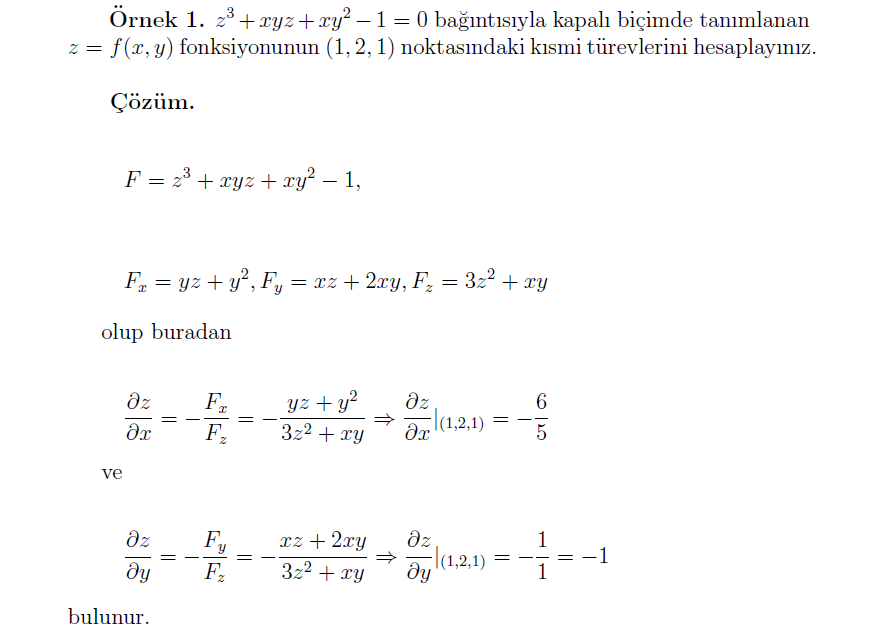 Örnek 1. z³ + xyz + xy² − 1 = 0 bağıntısıyla kapalı biçimde tanımlanan
z = f(x, y) fonksiyonunun (1, 2, 1) noktasındaki kısmi türevlerini hesaplayınız.
Çözüm.
F = z³ + xyz + xy² − 1,
F_x = yz + y², F_y = xz + 2xy, F_z = 3z² + xy
olup buradan
∂z/∂x = −F_x/F_z = −(yz + y²)/(3z² + xy) ⇒ ∂z/∂x |(1,2,1) = −6/5
ve
∂z/∂y = −F_y/F_z = −(xz + 2xy)/(3z² + xy) ⇒ ∂z/∂y |(1,2,1) = −1/1 = −1
bulunur.